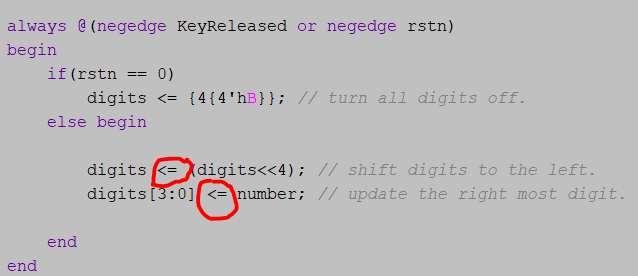 always @(negedge KeyReleased or negedge rstn)
begin
if(rstn == 0)
digits <= {4{4'hB}}; // turn all digits off.
else begin
digits <= (digits<<4); // shift digits to the left.
digits[3:0] <= number; // update the right most digit.
end
end